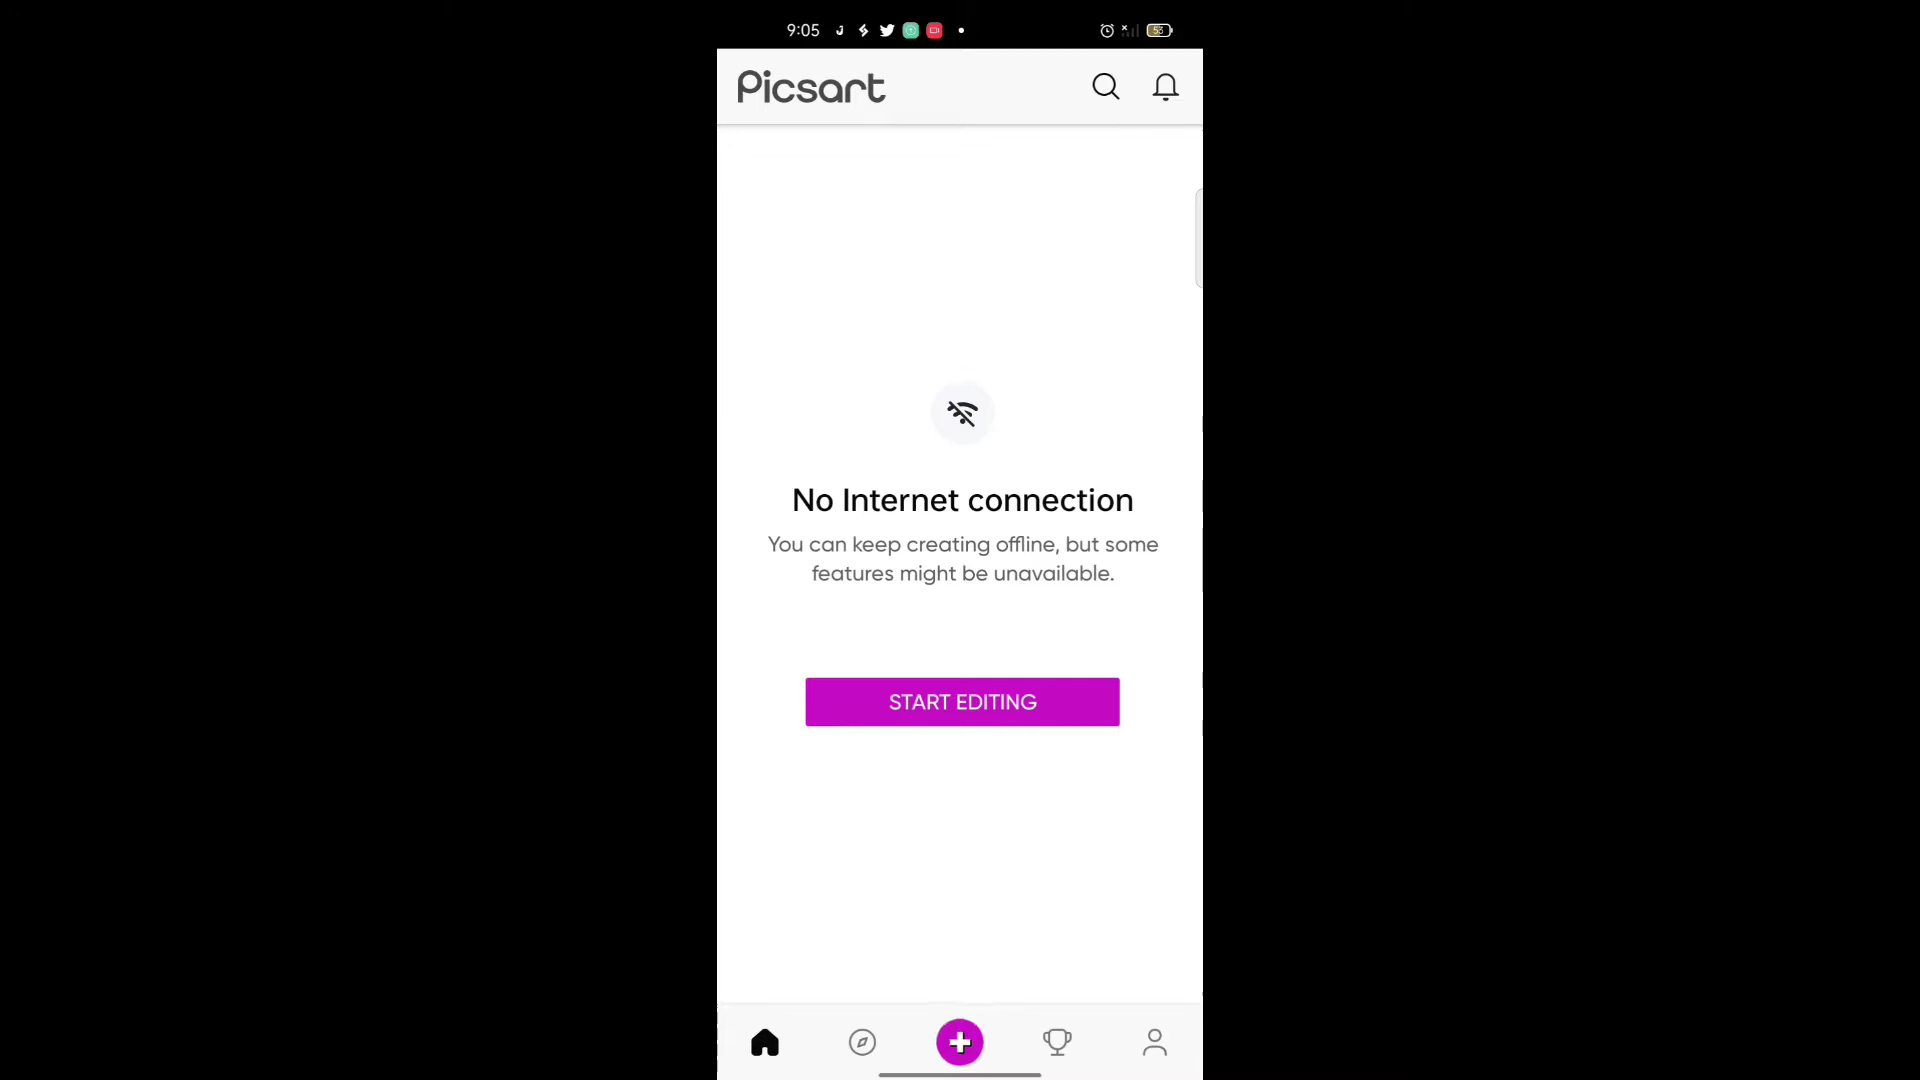 9:05
53
Picsart
No Internet connection
You can keep creating offline, but some
features might be unavailable.
START EDITING